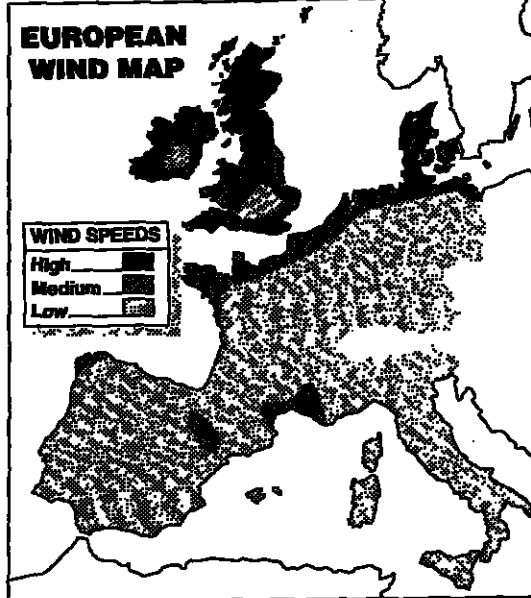 EUROPEAN
WIND MAP
WIND SPEEDS
High
Medium
Low